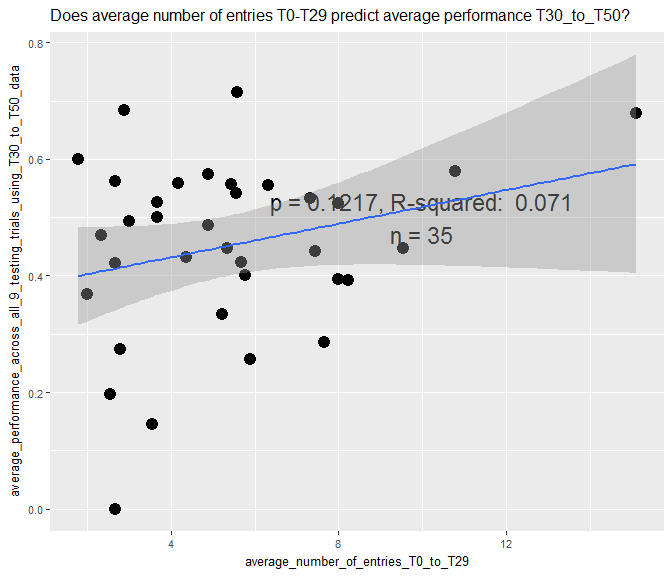 Does average number of entries T0-T29 predict average performance T30_to_T50?
average_performance_across_all_9_testing_trials_using_T30_to_T50_data
0.8
0.6
0.4
0.2
0.0
p = 0.1217, R-squared:  0.071
n = 35
4
8
12
average_number_of_entries_T0_to_T29